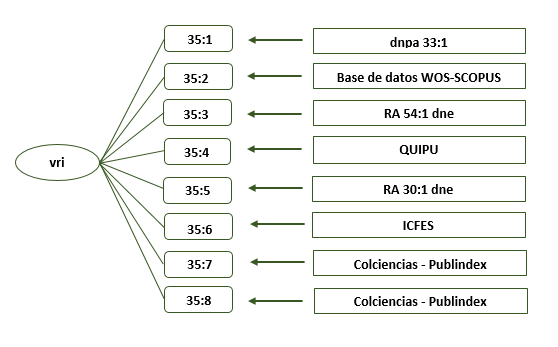 35:1
dnpa 33:1
35:2
Base de datos WOS-SCOPUS
35:3
RA 54:1 dne
vri
35:4
QUIPU
35:5
RA 30:1 dne
35:6
ICFES
35:7
Colciencias - Publindex
35:8
Colciencias - Publindex